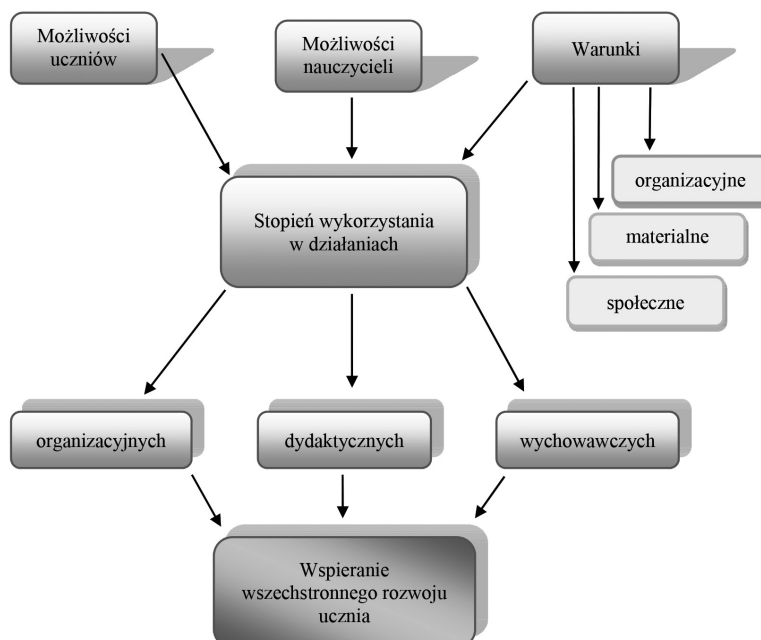 Możliwości
uczniów
Możliwości
nauczycieli
Warunki
organizacyjne
materialne
społeczne
Stopień wykorzystania
w działaniach
organizacyjnych
dydaktycznych
wychowawczych
Wspieranie
wszechstronnego rozwoju
ucznia